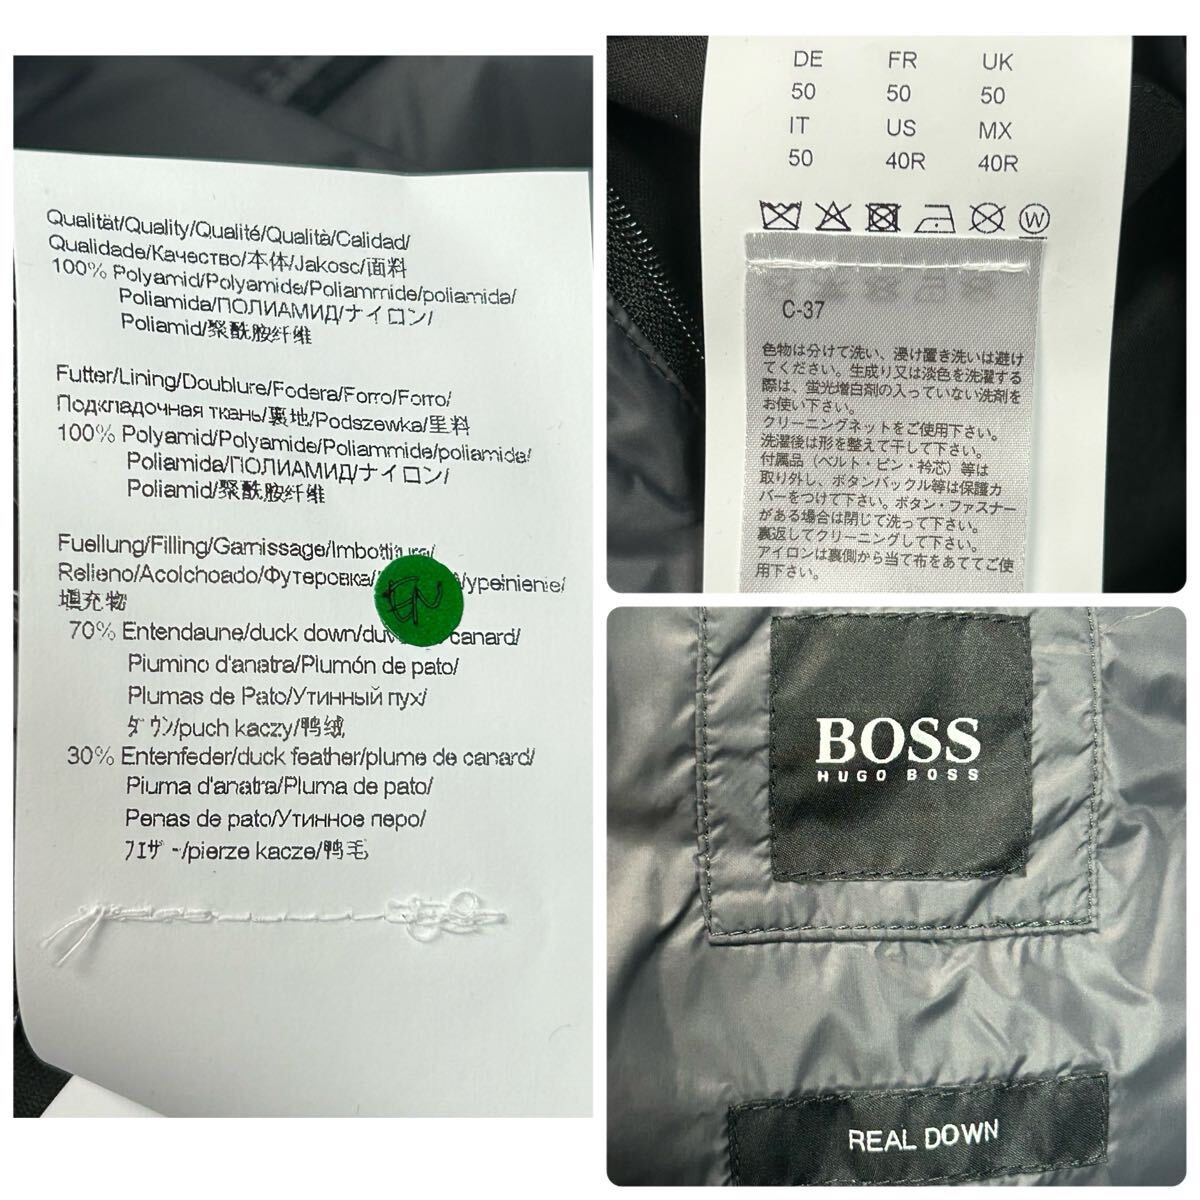 Qualität/Quality/Qualité/Qualità/Calidad/
Qualidade/Качество/本体/Jakosc/面料
100% Polyamid/Polyamide/Poliammide/poliamida/
Poliamida/ПОЛИАМИД/ナイロン/
Poliamid/聚酰胺纤维
Futter/Lining/Doublure/Fodera/Forro/Forro/
Подкладочная ткань/裏地/Podszewka/里料
100% Polyamid/Polyamide/Poliammide/poliamida/
Poliamida/ПОЛИАМИД/ナイロン/
Poliamid/聚酰胺纤维
Fuellung/Filling/Garnissage/Imbottitura/
Relleno/Acolchoado/Футеровка/ Wypelnienie/
填充物
70% Entendaune/duck down/duv canard/
Piumino d'anatra/Plumón de pato/
Plumas de Pato/Утинный пух/
ダウン/puch kaczy/鸭绒
30% Entenfeder/duck feather/plume de canard/
Piuma d'anatra/Pluma de pato/
Penas de pato/Утинное перо/
フェザー/pierze kacze/鸭毛
DE FR UK
50 50 50
IT US MX
50 40R 40R
W
C-37
色物は分けて洗い、浸け置き洗いは避け
てください。生成り又は淡色を洗濯する
際は、蛍光増白剤の入っていない洗剤を
お使い下さい。
クリーニングネットをご使用下さい。
洗濯後は形を整えて干して下さい。
付属品（ベルト・ピン・衿芯）等は
取り外し、ボタンバックル等は保護カ
バーをつけて下さい。ボタン・ファスナー
がある場合は閉じて洗って下さい。
裏返してクリーニングして下さい。
アイロンは裏側から当て布をあててご使
用下さい。
BOSS
HUGO BOSS
REAL DOWN